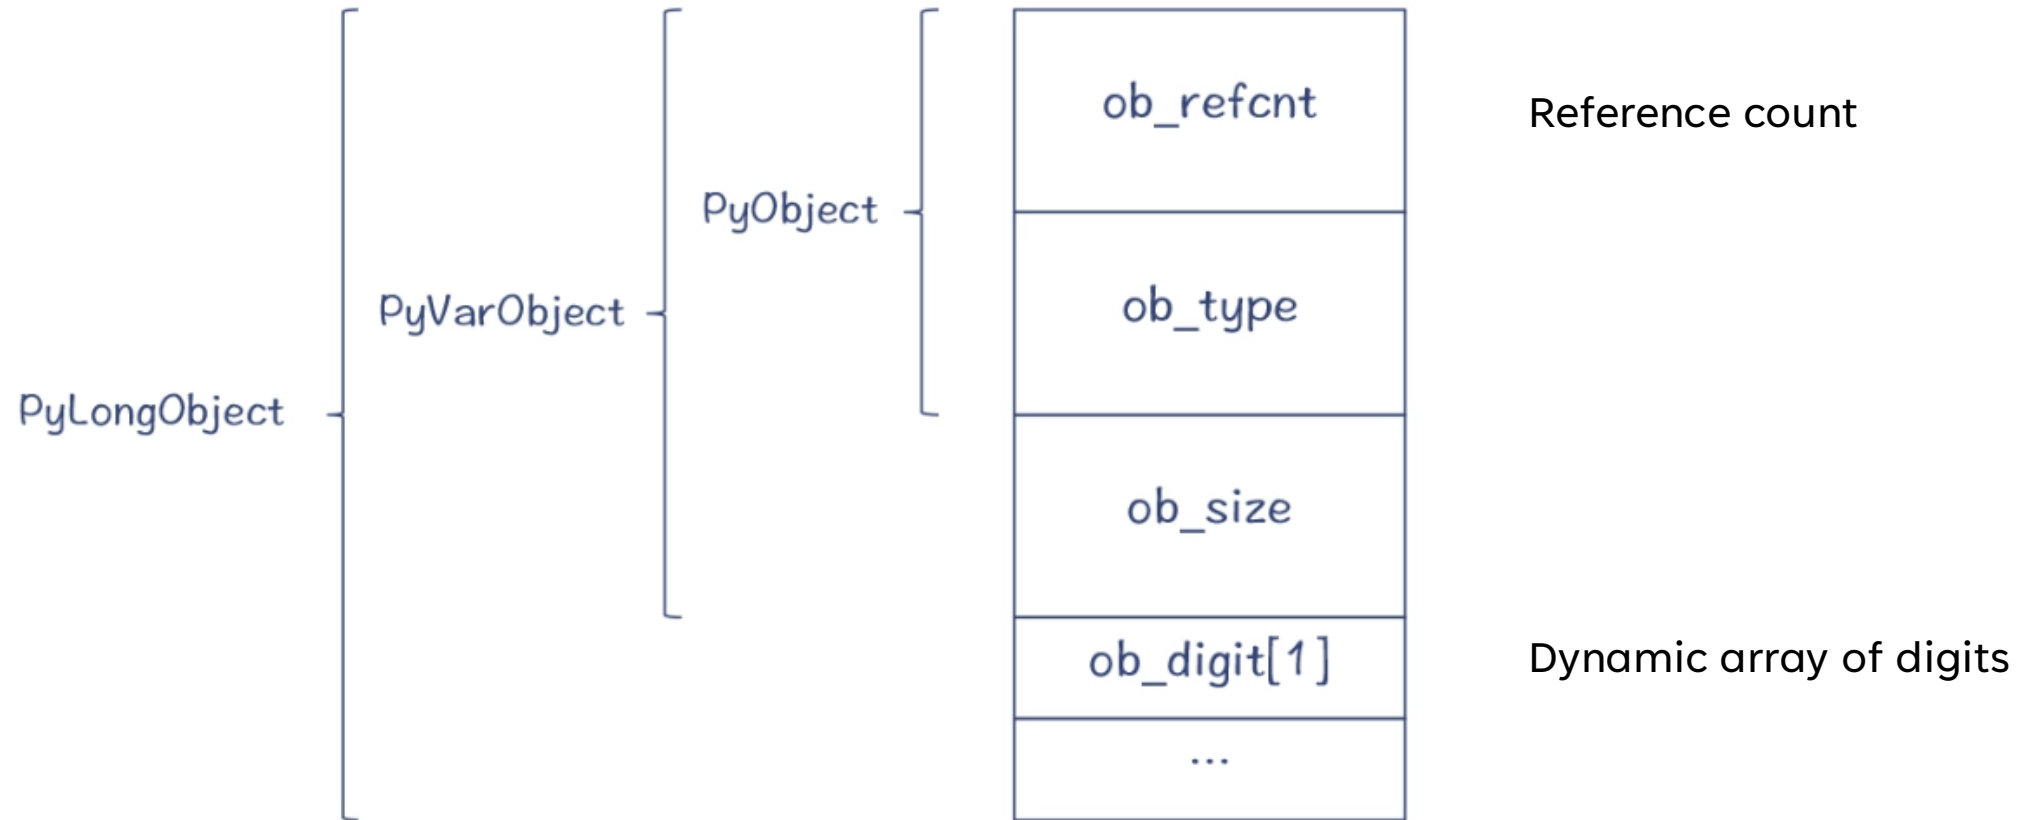 ob_refcnt
Reference count
PyObject
ob_type
PyVarObject
PyLongObject
ob_size
ob_digit[1]
Dynamic array of digits
...